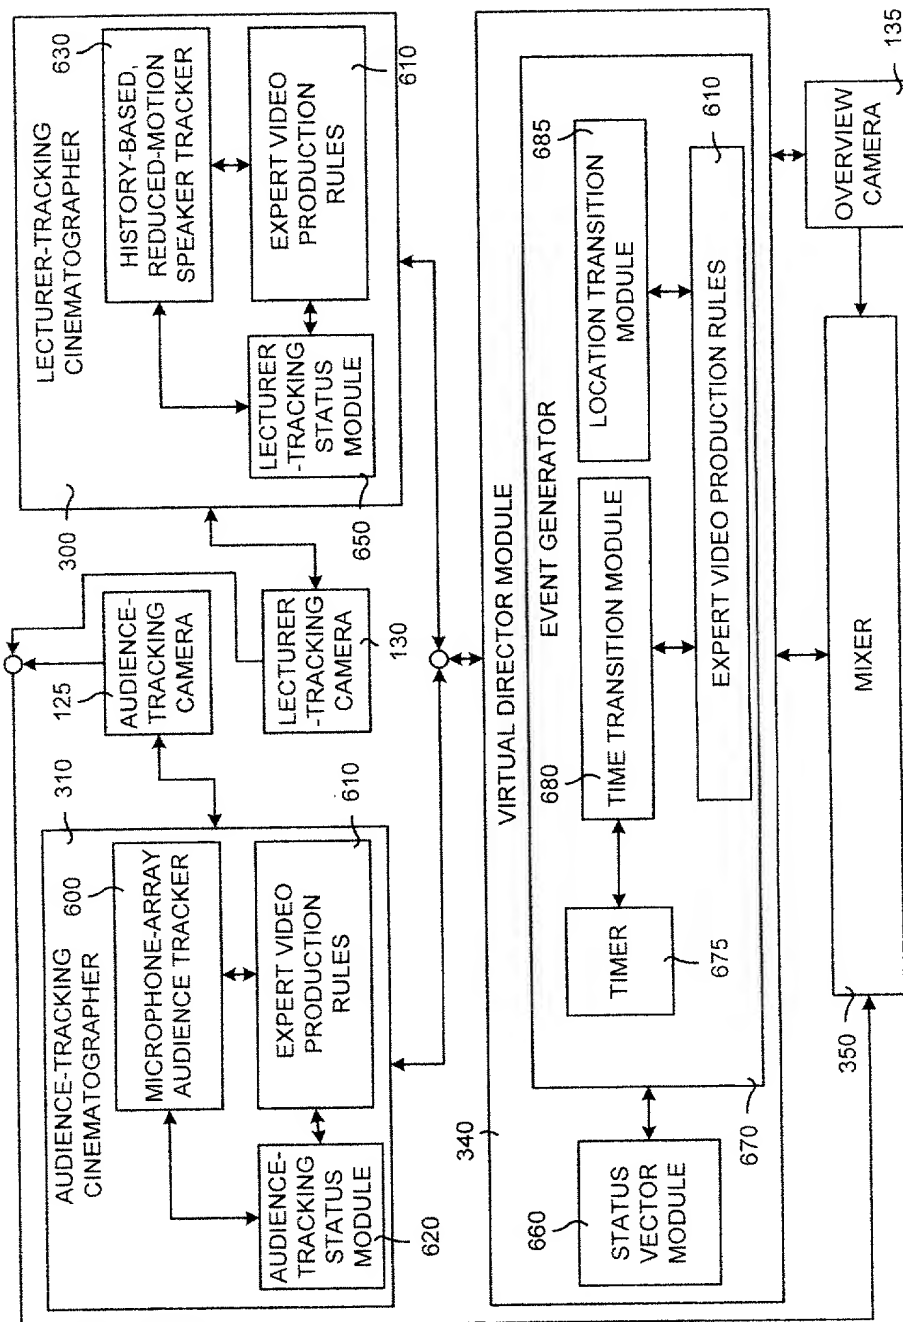 AUDIENCE-TRACKING
CINEMATOGRAPHER
310
600
MICROPHONE-ARRAY
AUDIENCE TRACKER
EXPERT VIDEO
PRODUCTION
RULES
610
AUDIENCE-
TRACKING
STATUS
MODULE
620
125
AUDIENCE-
TRACKING
CAMERA
LECTURER
-TRACKING
CAMERA
130
LECTURER-TRACKING
CINEMATOGRAPHER
300
630
HISTORY-BASED,
REDUCED-MOTION
SPEAKER TRACKER
EXPERT VIDEO
PRODUCTION
RULES
610
LECTURER
-TRACKING
STATUS
MODULE
650
VIRTUAL DIRECTOR MODULE
340
EVENT GENERATOR
670
660
STATUS
VECTOR
MODULE
TIMER
675
680
TIME TRANSITION MODULE
685
LOCATION TRANSITION
MODULE
610
EXPERT VIDEO PRODUCTION RULES
350
MIXER
OVERVIEW
CAMERA
135